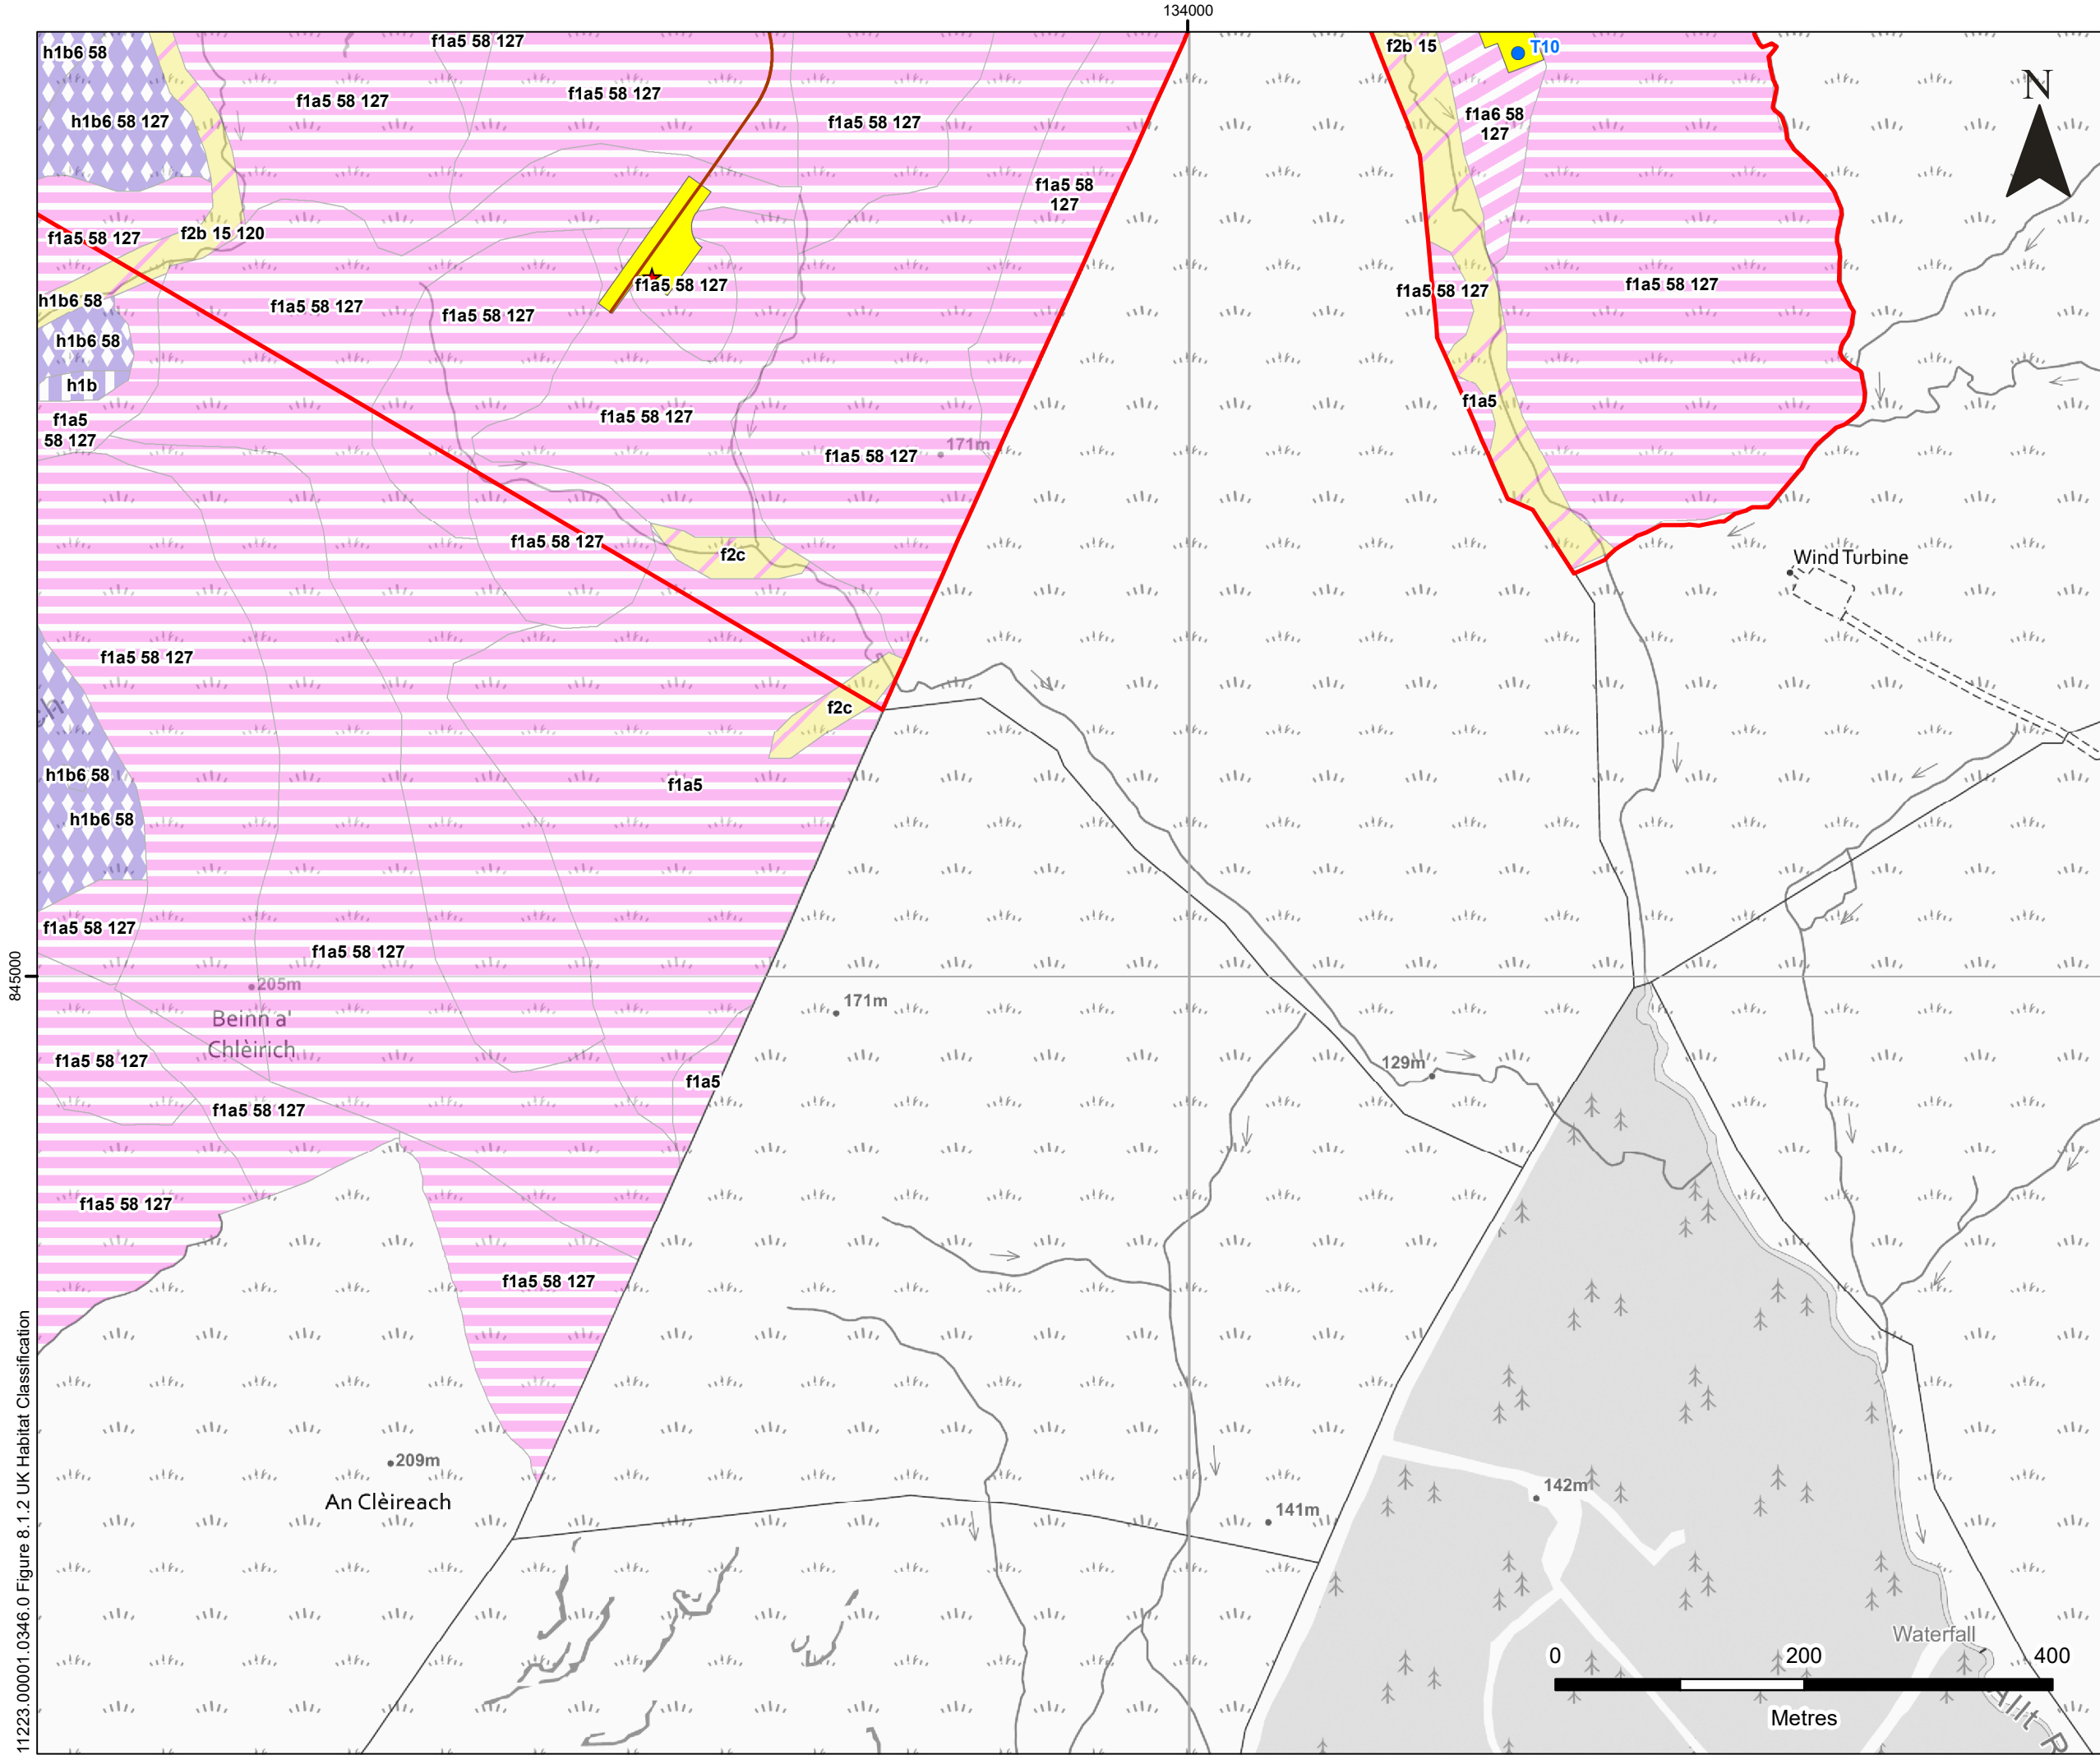 134000
h1b6 58
f1a5 58 127
f2b 15
T10
N
f1a5 58 127
f1a5 58 127
h1b6 58 127
f1a5 58 127
f1a6 58
127
f1a5 58
127
f1a5 58 127
f2b 15 120
f1a5 58 127
f1a5 58 127
f1a5 58 127
h1b6 58
f1a5 58 127
f1a5 58 127
h1b6 58
h1b
f1a5
f1a5
58 127
f1a5 58 127
171m
f1a5 58 127
f1a5 58 127
f2c
Wind Turbine
f1a5 58 127
f2c
h1b6 58
f1a5
h1b6 58
f1a5 58 127
f1a5 58 127
845000
205m
171m
Beinn a'
Chlèirich
f1a5 58 127
129m
f1a5
f1a5 58 127
f1a5 58 127
f1a5 58 127
209m
142m
An Clèireach
141m
Waterfall
0 200 400
Metres
Allt R
11223.00001.0346.0 Figure 8.1.2 UK Habitat Classification